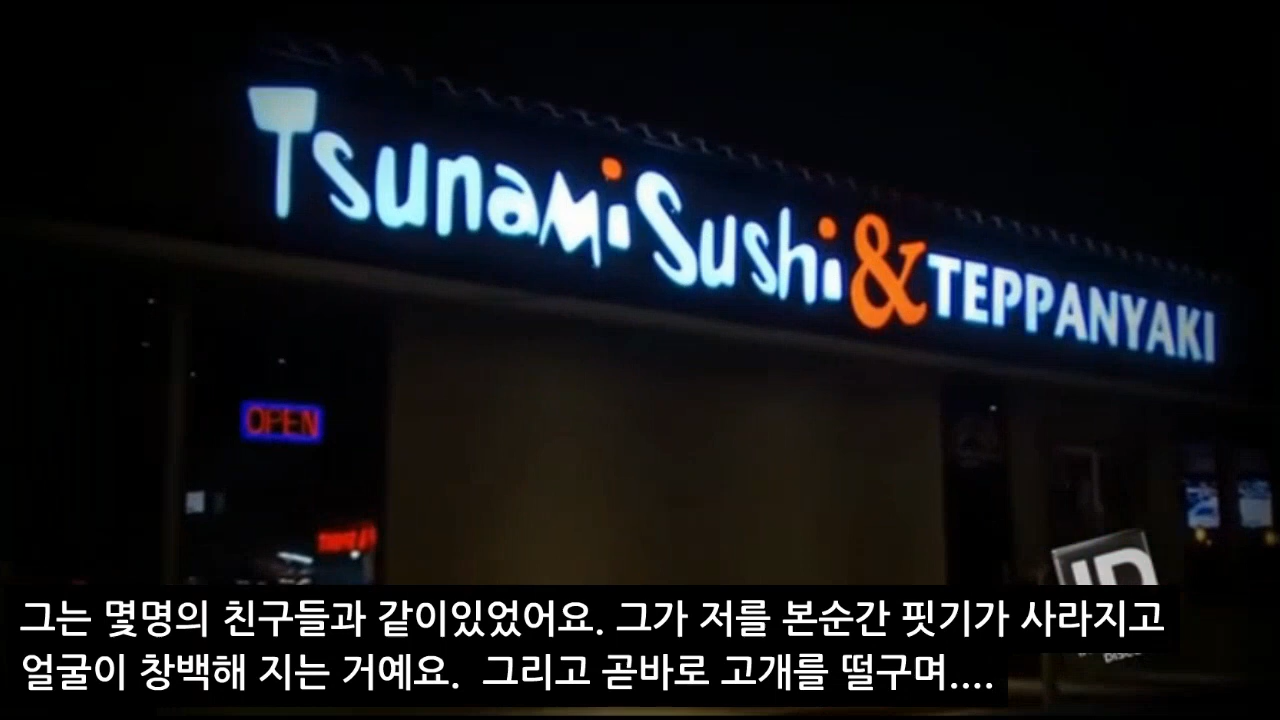 Tsunami Sushi & TEPPANYAKI
OPEN
ID
그는 몇명의 친구들과 같이있었어요. 그가 저를 본순간 핏기가 사라지고
얼굴이 창백해 지는 거예요.  그리고 곧바로 고개를 떨구며....